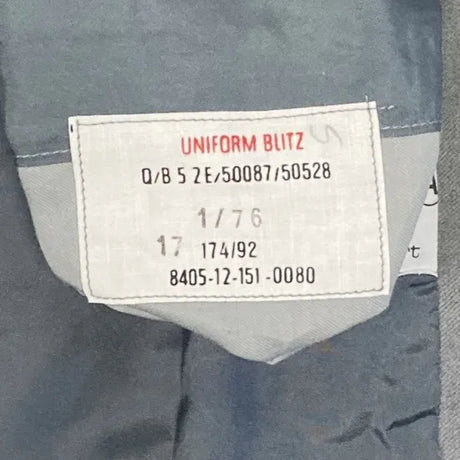 UNIFORM BLITZ
Q/B 5 2E/50087/50528
1/76
17 174/92
8405-12-151-0080